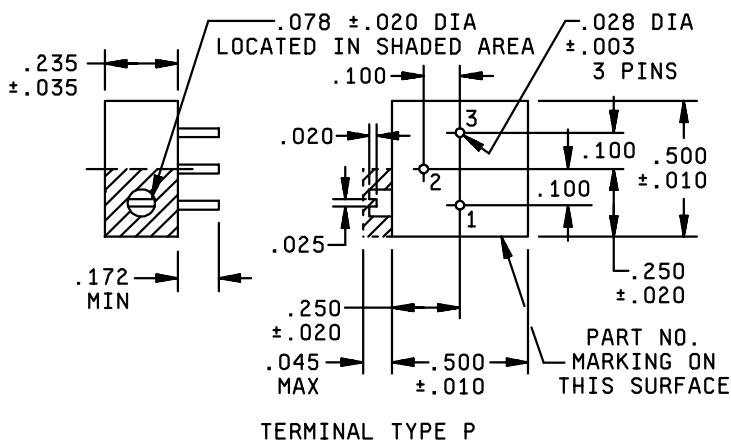 .078 ±.020 DIA
LOCATED IN SHADED AREA
.028 DIA
±.003
3 PINS
.235
±.035
.100
.020
3
.100
.500
±.010
2
.100
1
.025
.172
MIN
.250
±.020
.250
±.020
.045
MAX
.500
±.010
PART NO.
MARKING ON
THIS SURFACE
TERMINAL TYPE P